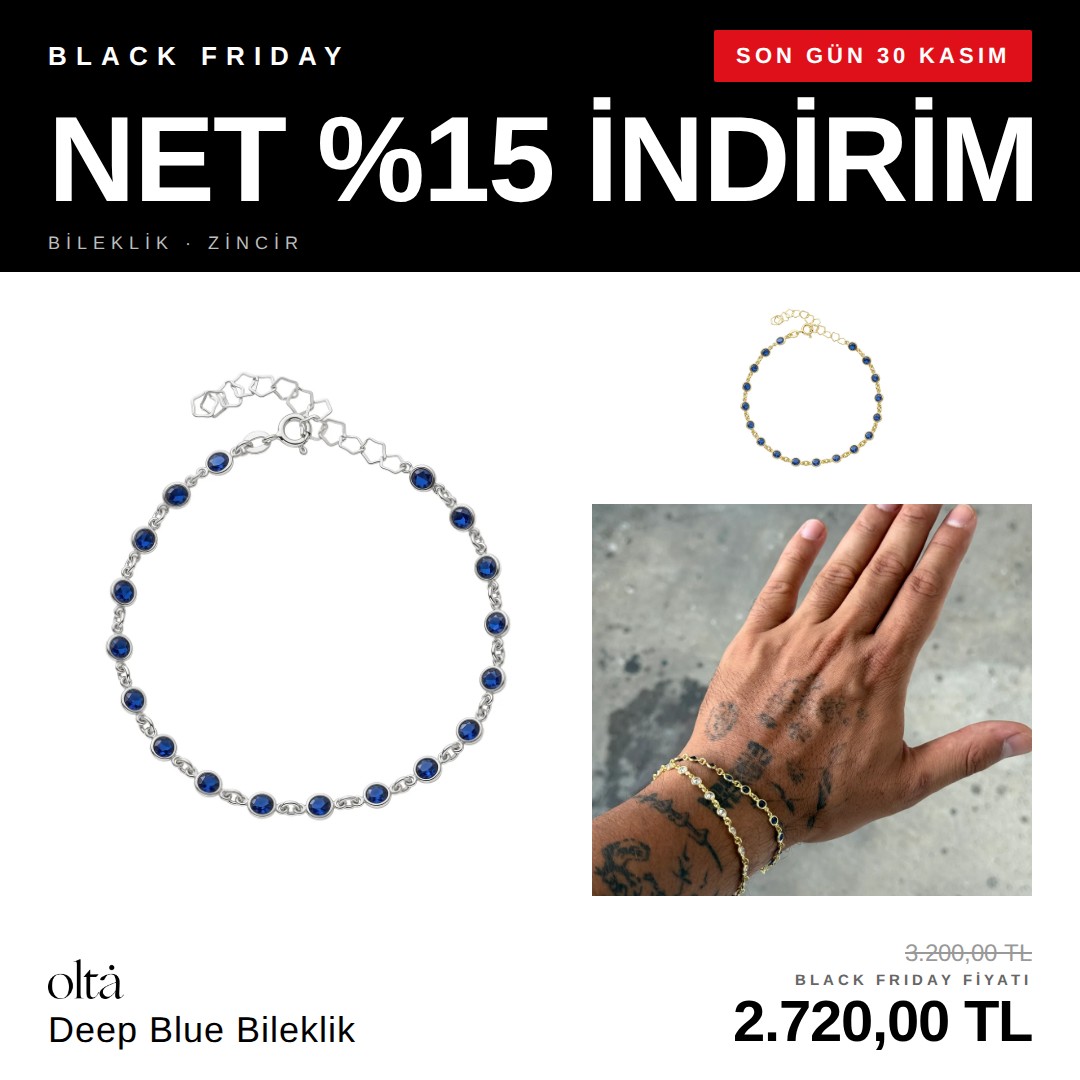 BLACK FRIDAY
SON GÜN 30 KASIM
NET %15 İNDİRİM
BİLEKLİK · ZİNCİR
olta
Deep Blue Bileklik
3.200,00 TL
BLACK FRIDAY FİYATI
2.720,00 TL